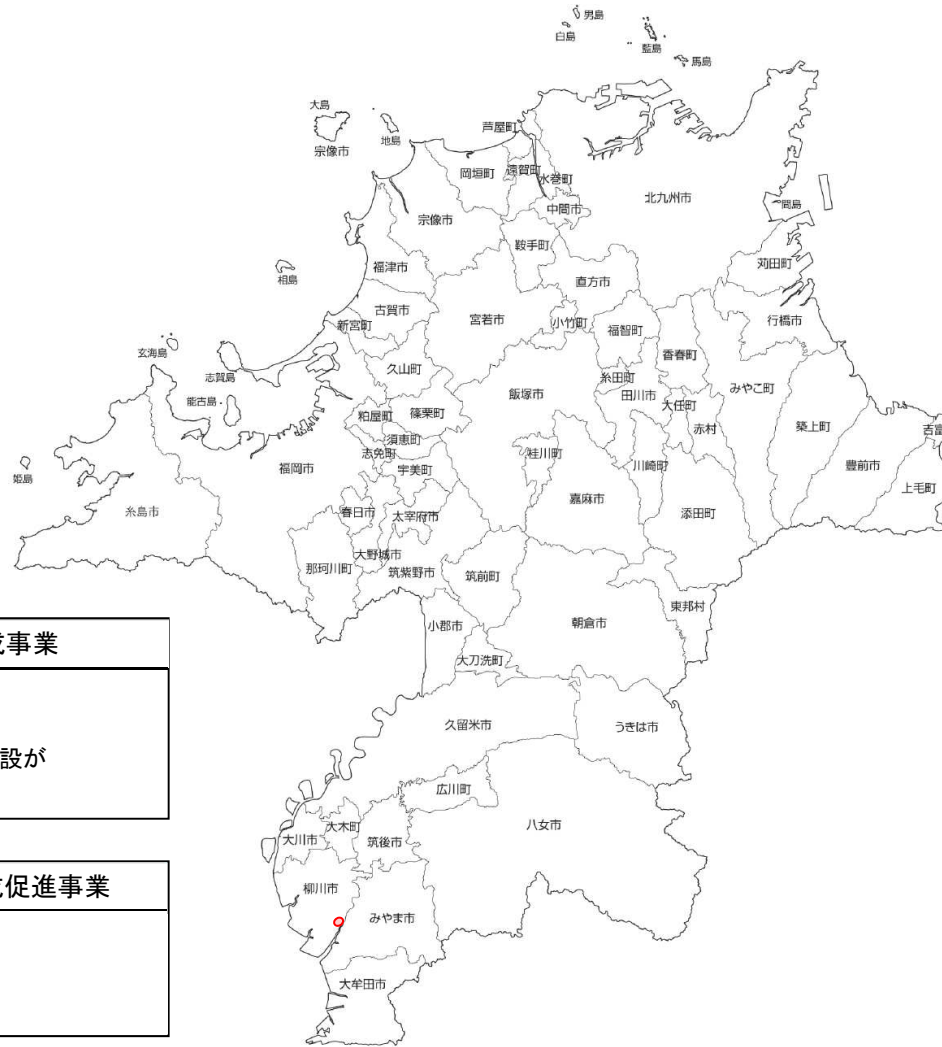 男島
白島
藍島
馬島
大島
地島
宗像市
芦屋町
岡垣町
遠賀町
水巻町
中間市
北九州市
間島
宗像市
鞍手町
苅田町
相島
福津市
直方市
古賀市
宮若市
新宮町
小竹町
福智町
行橋市
香春町
玄海島
志賀島
久山町
糸田町
みやこ町
能古島
飯塚市
田川市
大任町
粕屋町
篠栗町
赤村
築上町
須恵町
志免町
桂川町
川崎町
豊前市
福岡市
宇美町
姫島
嘉麻市
上毛町
糸島市
春日市
太宰府市
添田町
大野城市
那珂川町
筑紫野市
筑前町
東邦村
小郡市
朝倉市
大刀洗町
事業
設が
久留米市
うきは市
広川町
八女市
大川市
大木町
筑後市
促進事業
柳川市
みやま市
大牟田市